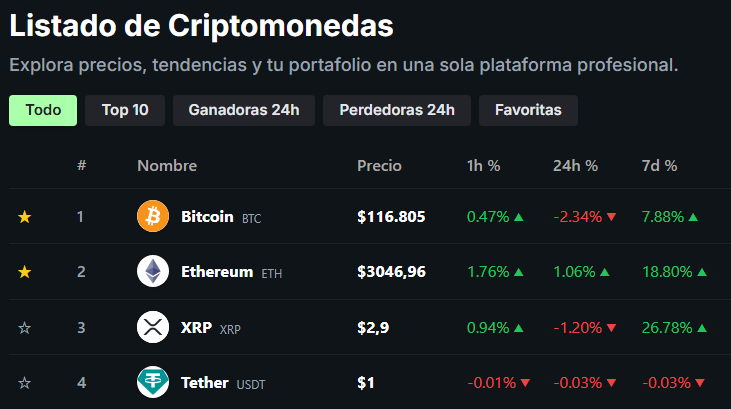 Listado de Criptomonedas
Explora precios, tendencias y tu portafolio en una sola plataforma profesional.
Todo Top 10 Ganadoras 24h Perdedoras 24h Favoritas
# Nombre Precio 1h % 24h % 7d %
1 Bitcoin BTC $116.805 0.47% ▲ -2.34% ▼ 7.88% ▲
2 Ethereum ETH $3046,96 1.76% ▲ 1.06% ▲ 18.80% ▲
3 XRP XRP $2,9 0.94% ▲ -1.20% ▼ 26.78% ▲
4 Tether USDT $1 -0.01% ▼ -0.03% ▼ -0.03% ▼